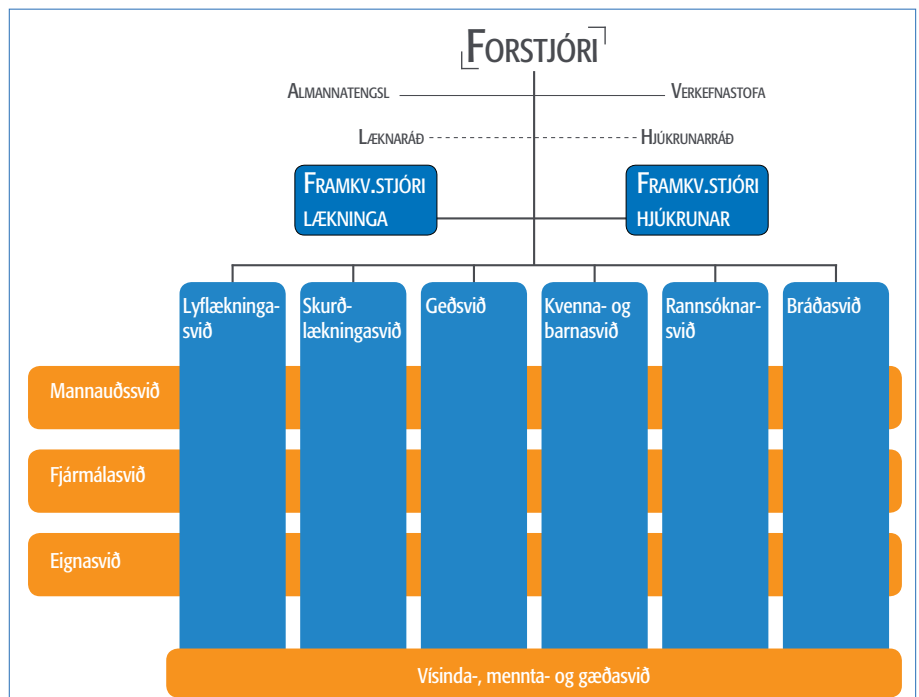 FORSTJÓRI
ALMANNATENGSL
VERKEFNASTOFA
LÆKNARÁÐ
HJÚKRUNARRÁÐ
FRAMKV.STJÓRI
LÆKNINGA
FRAMKV.STJÓRI
HJÚKRUNAR
Lyflækninga-
svið
Skurð-
lækningasvið
Geðsvið
Kvenna- og
barnasvið
Rannsóknar-
svið
Bráðasvið
Mannauðssvið
Fjármálasvið
Eignasvið
Vísinda-, mennta- og gæðasvið